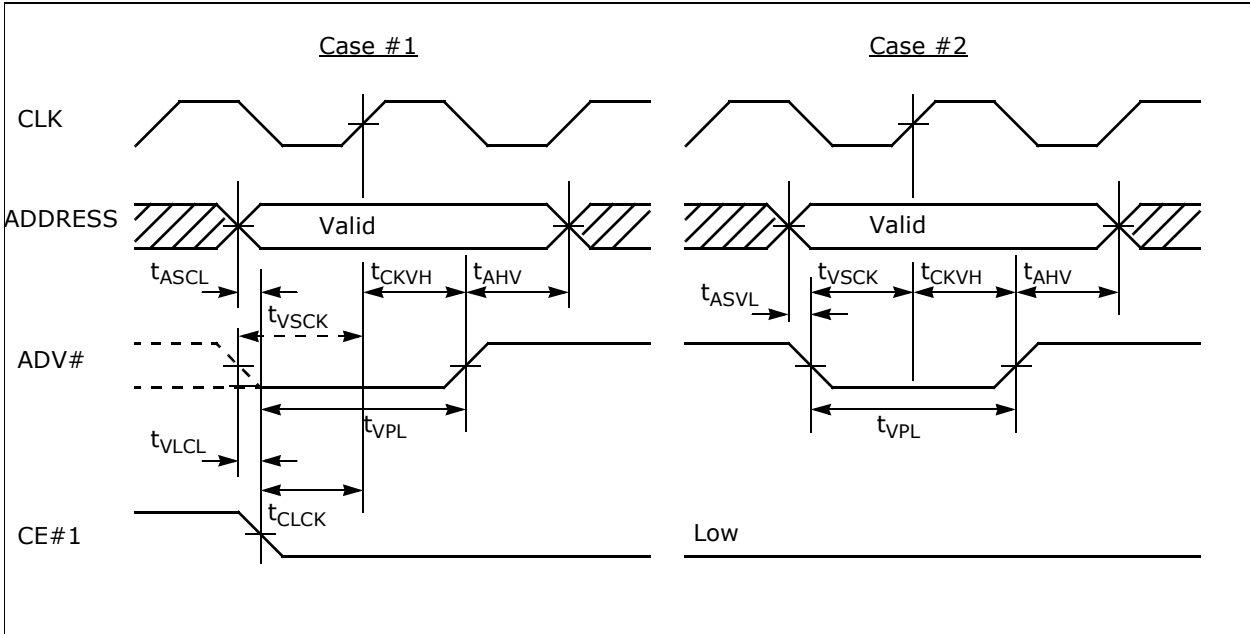 Case #1
Case #2
CLK
ADDRESS
Valid
Valid
tASCL
tCKVH
tAHV
tVSCK
tVSCK
tCKVH
tAHV
tASVL
ADV#
tVPL
tVPL
tVLCL
tCLCK
CE#1
Low